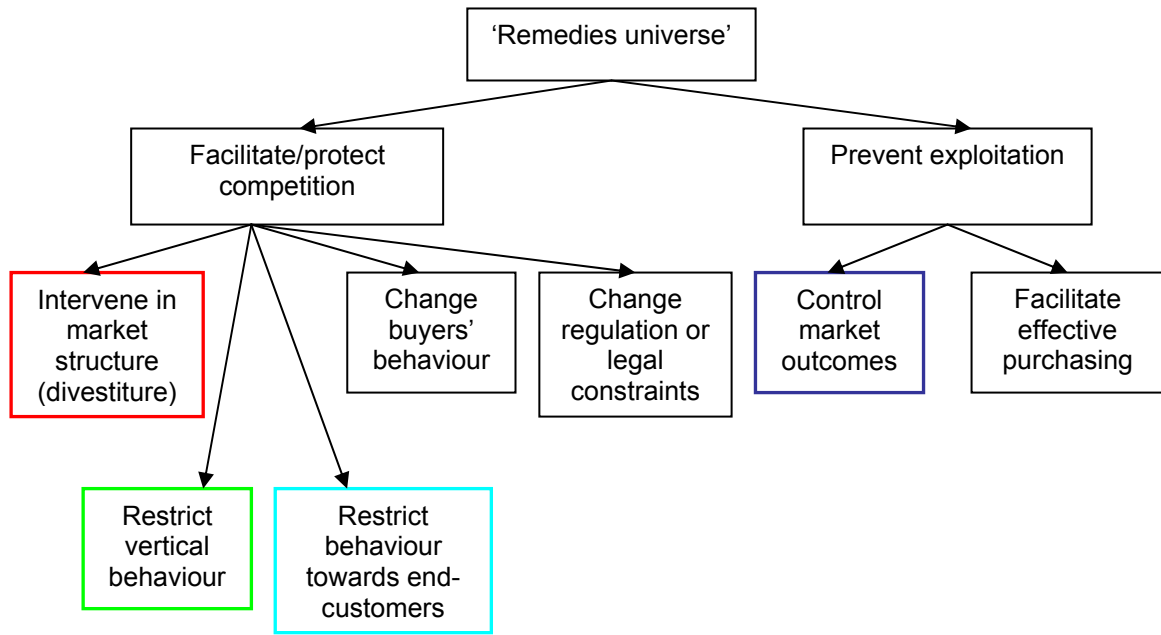 ‘Remedies universe’
Facilitate/protect
competition
Prevent exploitation
Intervene in
market
structure
(divestiture)
Change
buyers’
behaviour
Change
regulation or
legal
constraints
Control
market
outcomes
Facilitate
effective
purchasing
Restrict
vertical
behaviour
Restrict
behaviour
towards end-
customers